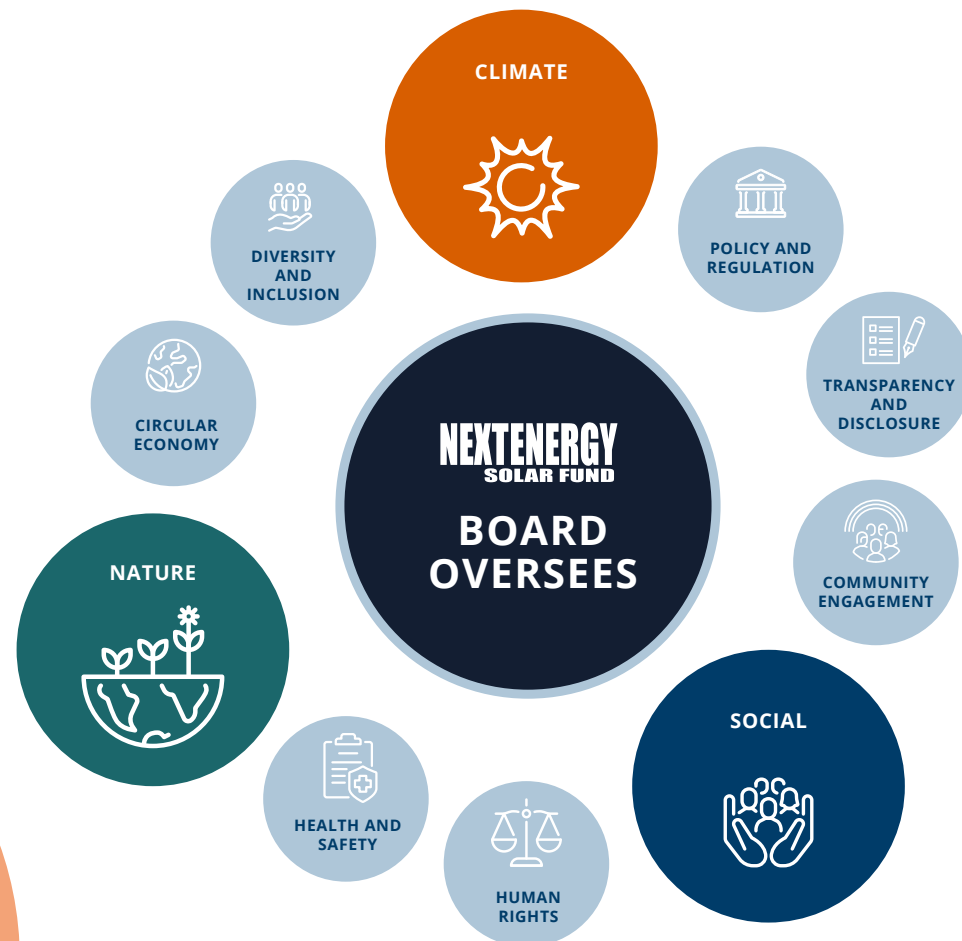 CLIMATE
POLICY AND
REGULATION
TRANSPARENCY
AND
DISCLOSURE
COMMUNITY
ENGAGEMENT
SOCIAL
HUMAN
RIGHTS
HEALTH AND
SAFETY
NATURE
CIRCULAR
ECONOMY
DIVERSITY
AND
INCLUSION
NEXTENERGY
SOLAR FUND
BOARD
OVERSEES